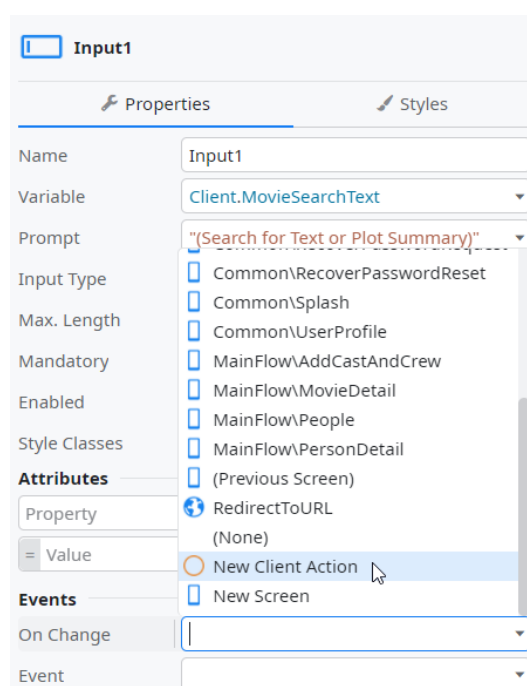 Input1
Properties
Styles
Name
Input1
Variable
Client.MovieSearchText
Prompt
"(Search for Text or Plot Summary)"
Input Type
Common\RecoverPasswordReset
Common\Splash
Max. Length
Common\UserProfile
Mandatory
MainFlow\AddCastAndCrew
MainFlow\MovieDetail
Enabled
MainFlow\People
Style Classes
MainFlow\PersonDetail
Attributes
(Previous Screen)
Property
RedirectToURL
(None)
= Value
New Client Action
Events
New Screen
On Change
Event